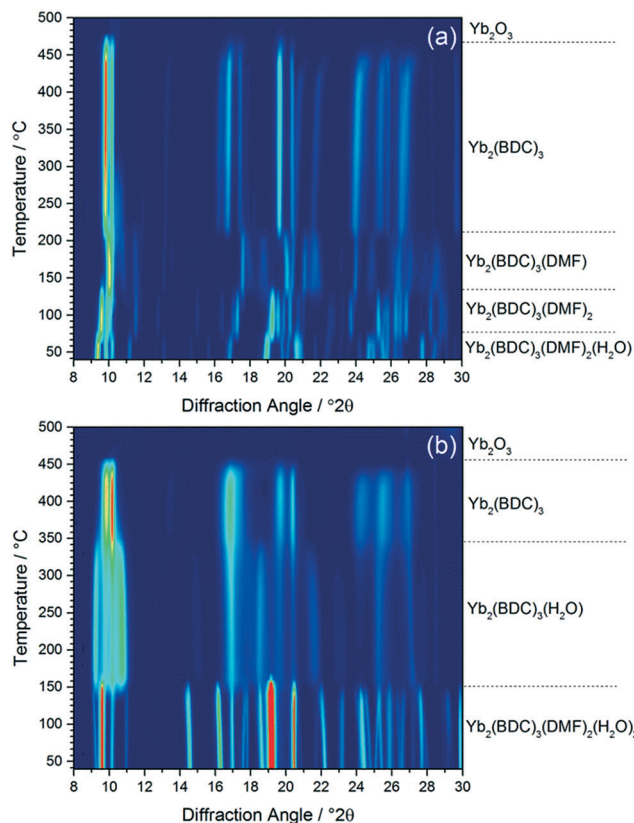 (a)
500
450
400
350
300
250
200
150
100
50
Temperature / °C
8 10 12 14 16 18 20 22 24 26 28 30
Diffraction Angle / °2θ
Yb₂O₃
Yb₂(BDC)₃
Yb₂(BDC)₃(DMF)
Yb₂(BDC)₃(DMF)₂
Yb₂(BDC)₃(DMF)₂(H₂O)
(b)
500
450
400
350
300
250
200
150
100
50
Temperature / °C
8 10 12 14 16 18 20 22 24 26 28 30
Diffraction Angle / °2θ
Yb₂O₃
Yb₂(BDC)₃
Yb₂(BDC)₃(H₂O)
Yb₂(BDC)₃(DMF)₂(H₂O)₂